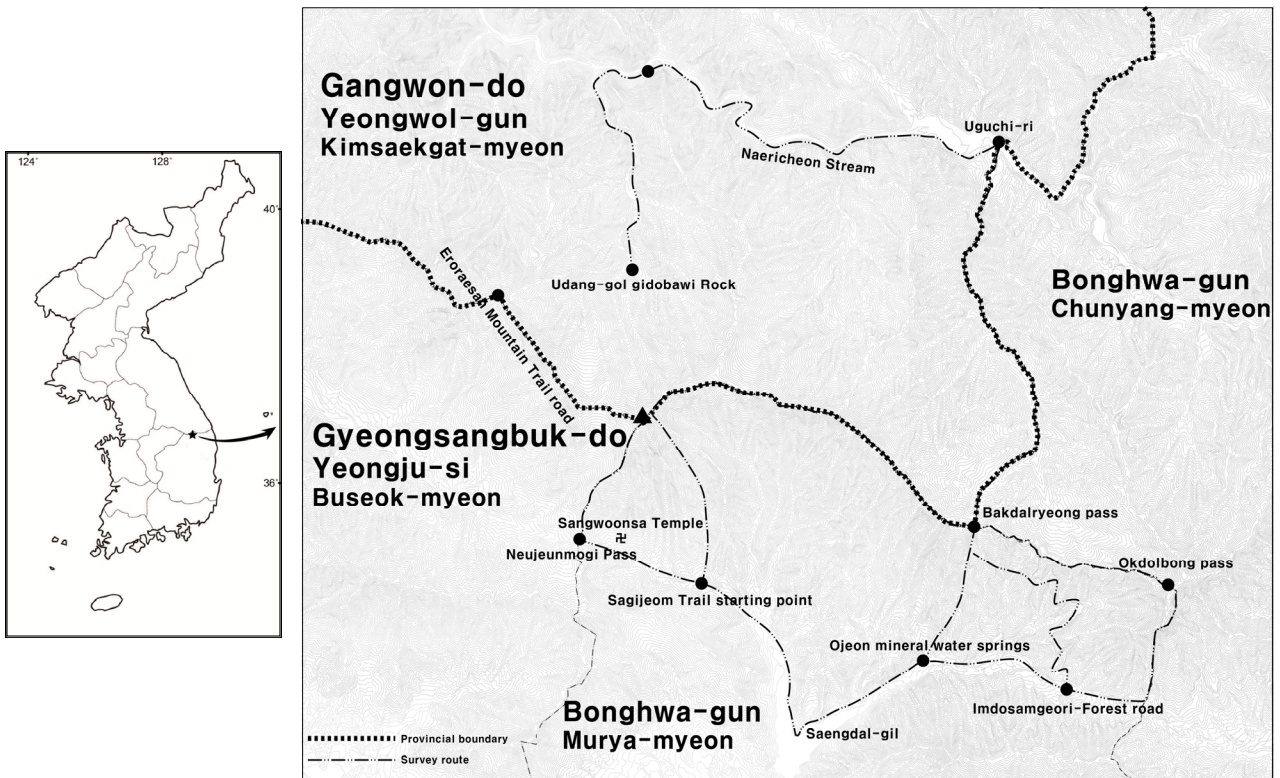 124°
128°
40°
36°
Gangwon-do
Yeongwol-gun
Kimsaekgat-myeon
Uguchi-ri
Naericheon Stream
Eroraesan Mountain Trail road
Udang-gol gidobawi Rock
Bonghwa-gun
Chunyang-myeon
Gyeongsangbuk-do
Yeongju-si
Buseok-myeon
Bakdalryeong pass
Sangwoonsa Temple
卍
Neujeunmogi Pass
Okdolbong pass
Sagijeom Trail starting point
Ojeon mineral water springs
Imdosamgeori-Forest road
Bonghwa-gun
Murya-myeon
Saengdal-gil
Provincial boundary
Survey route